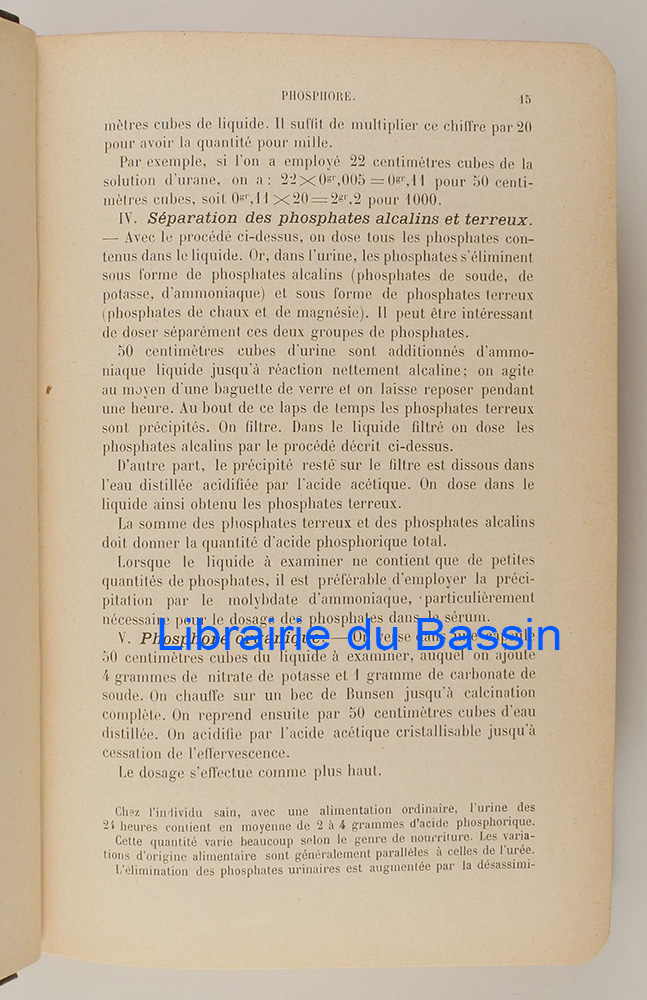 PHOSPHORE. 15
mètres cubes de liquide. Il suffit de multiplier ce chiffre par 20
pour avoir la quantité pour mille.
Par exemple, si l'on a employé 22 centimètres cubes de la
solution d'urane, on a : 22×0gr,005=0gr,11 pour 50 centi-
mètres cubes, soit 0gr,11×20=2gr,2 pour 1000.
IV. Séparation des phosphates alcalins et terreux.
— Avec le procédé ci-dessus, on dose tous les phosphates con-
tenus dans le liquide. Or, dans l'urine, les phosphates s'éliminent
sous forme de phosphates alcalins (phosphates de soude, de
potasse, d'ammoniaque) et sous forme de phosphates terreux
(phosphates de chaux et de magnésie). Il peut être intéressant
de doser séparément ces deux groupes de phosphates.
50 centimètres cubes d'urine sont additionnés d'ammo-
niaque liquide jusqu'à réaction nettement alcaline; on agite
au moyen d'une baguette de verre et on laisse reposer pendant
une heure. Au bout de ce laps de temps les phosphates terreux
sont précipités. On filtre. Dans le liquide filtré on dose les
phosphates alcalins par le procédé décrit ci-dessus.
D'autre part, le précipité resté sur le filtre est dissous dans
l'eau distillée acidifiée par l'acide acétique. On dose dans le
liquide ainsi obtenu les phosphates terreux.
La somme des phosphates terreux et des phosphates alcalins
doit donner la quantité d'acide phosphorique total.
Lorsque le liquide à examiner ne contient que de petites
quantités de phosphates, il est préférable d'employer la préci-
pitation par le molybdate d'ammoniaque, particulièrement
nécessaire pour le dosage des phosphates dans le sérum.
V. Phosphore organique. — On verse dans une capsule
Librairie du Bassin
50 centimètres cubes du liquide à examiner, auquel on ajoute
4 grammes de nitrate de potasse et 1 gramme de carbonate de
soude. On chauffe sur un bec de Bunsen jusqu'à calcination
complète. On reprend ensuite par 50 centimètres cubes d'eau
distillée. On acidifie par l'acide acétique cristallisable jusqu'à
cessation de l'effervescence.
Le dosage s'effectue comme plus haut.
Chez l'individu sain, avec une alimentation ordinaire, l'urine des
24 heures contient en moyenne de 2 à 4 grammes d'acide phosphorique.
Cette quantité varie beaucoup selon le genre de nourriture. Les varia-
tions d'origine alimentaire sont généralement parallèles à celles de l'urée.
L'élimination des phosphates urinaires est augmentée par la désassimi-